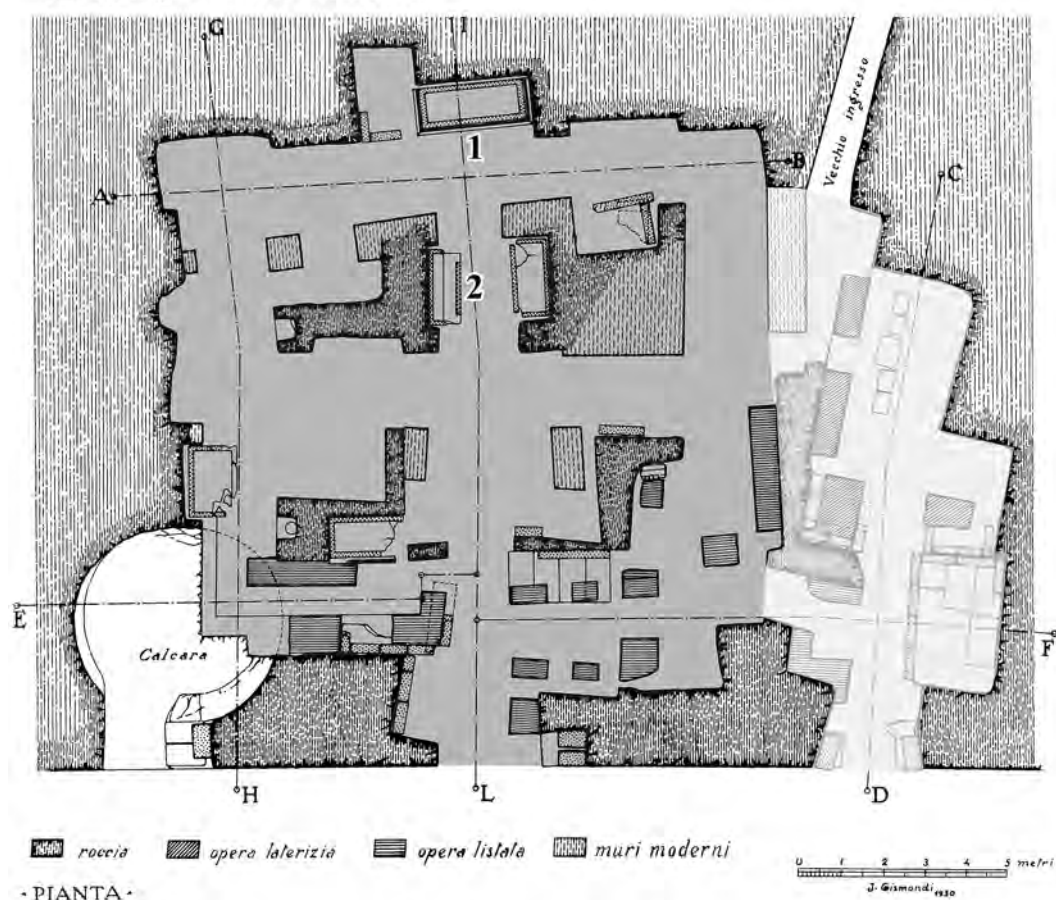 G
I
Vecchio ingresso
1
A
B
C
2
E
Calcara
F
H
L
D
roccia opera laterizia opera listata muri moderni
0 1 2 3 4 5 metri
J. Gismondi 1930
· PIANTA ·